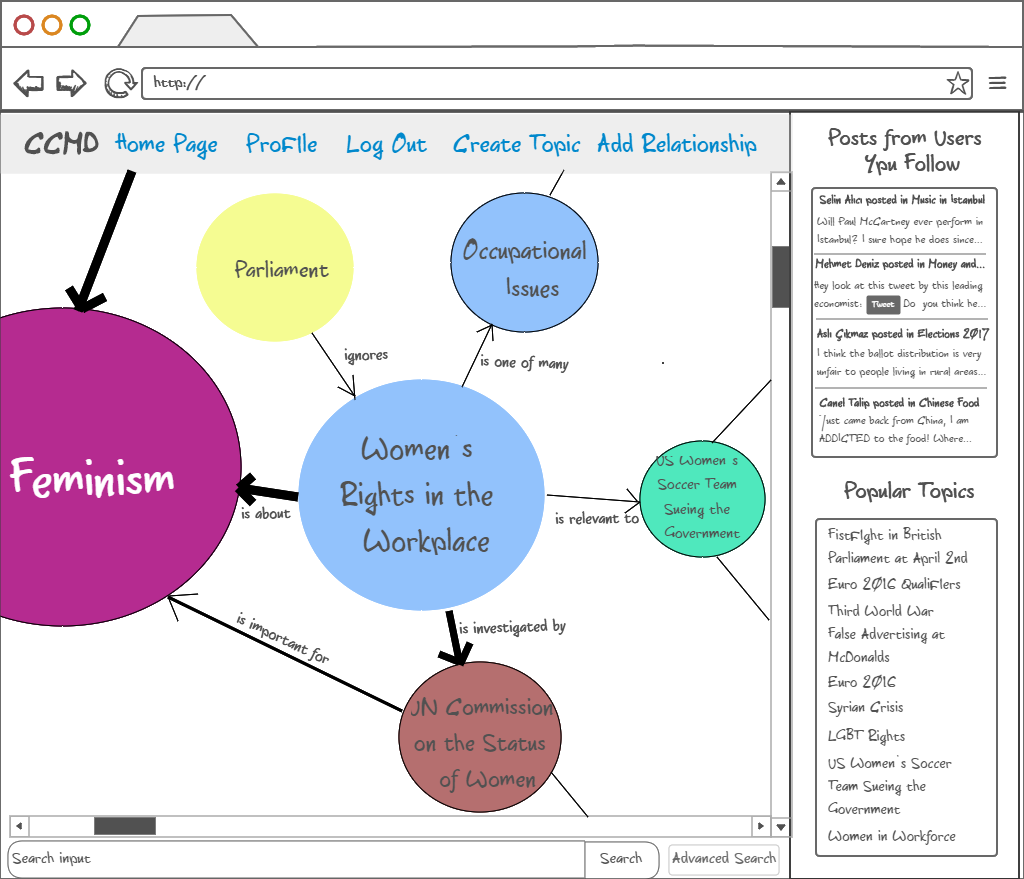 http://
CCMD Home Page Profile Log Out Create Topic Add Relationship
Parliament
Occupational
Issues
ignores
is one of many
Feminism
Women's
Rights in the
Workplace
is about
US Women's
Soccer Team
Sueing the
Government
is relevant to
is important for
is investigated by
UN Commission
on the Status
of Women
Search input
Search
Advanced Search
Posts from Users
Ypu Follow
Selin Alıcı posted in Music in Istanbul
Will Paul McCartney ever perform in
Istanbul? I sure hope he does since...
Mehmet Deniz posted in Money and...
Hey look at this tweet by this leading
economist: Tweet Do you think he...
Aslı Çıkmaz posted in Elections 2017
I think the ballot distribution is very
unfair to people living in rural areas...
Canel Talip posted in Chinese Food
Just came back from China, I am
ADDICTED to the food! Where...
Popular Topics
Fistfight in British
Parliament at April 2nd
Euro 2016 Qualifiers
Third World War
False Advertising at
McDonalds
Euro 2016
Syrian Crisis
LGBT Rights
US Women's Soccer
Team Sueing the
Government
Women in Workforce